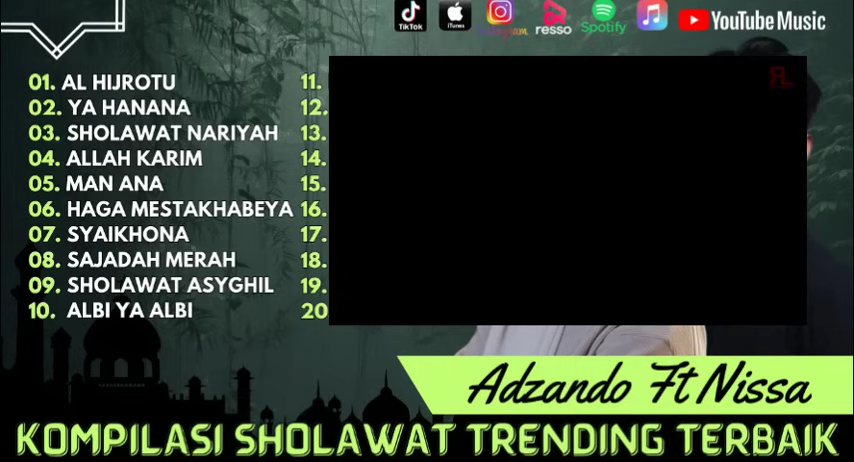 TikTok
iTunes
Instagram
resso
Spotify
YouTube Music
RL
01. AL HIJROTU
02. YA HANANA
03. SHOLAWAT NARIYAH
04. ALLAH KARIM
05. MAN ANA
06. HAGA MESTAKHABEYA
07. SYAIKHONA
08. SAJADAH MERAH
09. SHOLAWAT ASYGHIL
10. ALBI YA ALBI
11.
12.
13.
14.
15.
16.
17.
18.
19.
20
Adzando Ft Nissa
KOMPILASI SHOLAWAT TRENDING TERBAIK